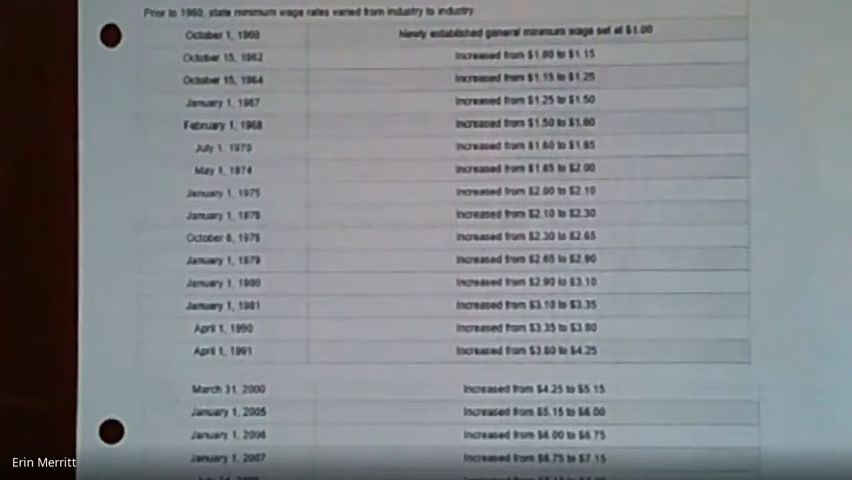 Prior to 1960, state minimum wage rates varied from industry to industry
October 1, 1960 Newly established general minimum wage set at $1.00
October 15, 1962 Increased from $1.00 to $1.15
October 15, 1964 Increased from $1.15 to $1.25
January 1, 1967 Increased from $1.25 to $1.50
February 1, 1968 Increased from $1.50 to $1.60
July 1, 1970 Increased from $1.60 to $1.85
May 1, 1974 Increased from $1.85 to $2.00
January 1, 1975 Increased from $2.00 to $2.10
January 1, 1976 Increased from $2.10 to $2.30
October 6, 1978 Increased from $2.30 to $2.65
January 1, 1979 Increased from $2.65 to $2.90
January 1, 1980 Increased from $2.90 to $3.10
January 1, 1981 Increased from $3.10 to $3.35
April 1, 1990 Increased from $3.35 to $3.80
April 1, 1991 Increased from $3.80 to $4.25
March 31, 2000 Increased from $4.25 to $5.15
January 1, 2005 Increased from $5.15 to $6.00
January 1, 2006 Increased from $6.00 to $6.75
January 1, 2007 Increased from $6.75 to $7.15
Erin Merritt